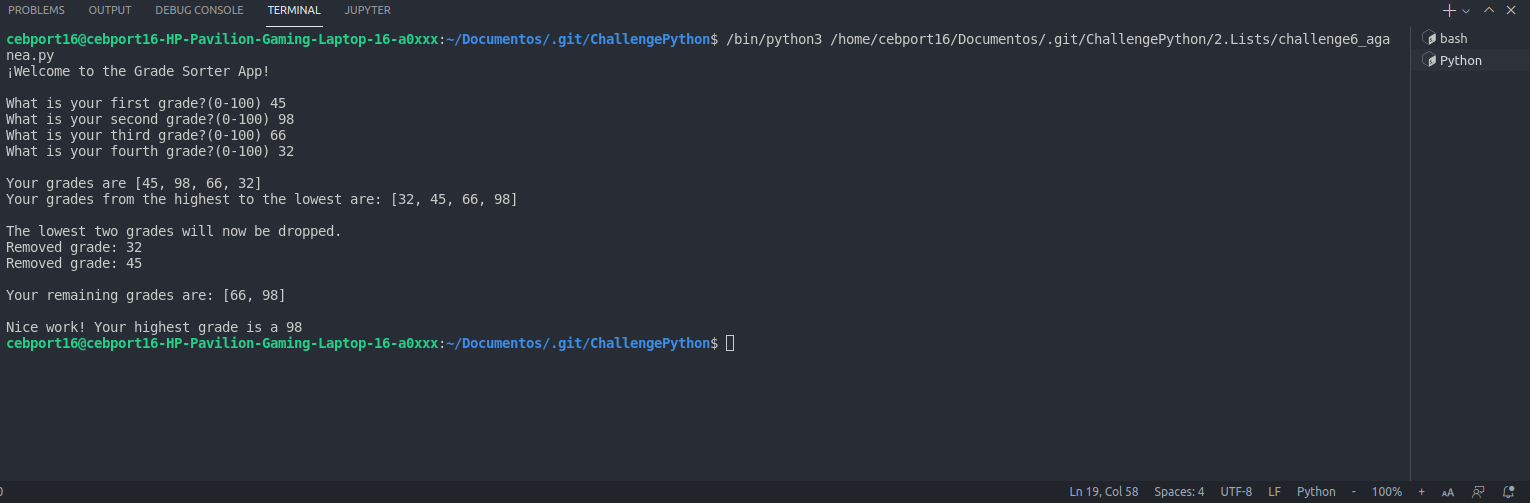 PROBLEMS OUTPUT DEBUG CONSOLE TERMINAL JUPYTER
cebport16@cebport16-HP-Pavilion-Gaming-Laptop-16-a0xxx:~/Documentos/.git/ChallengePython$ /bin/python3 /home/cebport16/Documentos/.git/ChallengePython/2.Lists/challenge6_aga
nea.py
¡Welcome to the Grade Sorter App!
What is your first grade?(0-100) 45
What is your second grade?(0-100) 98
What is your third grade?(0-100) 66
What is your fourth grade?(0-100) 32
Your grades are [45, 98, 66, 32]
Your grades from the highest to the lowest are: [32, 45, 66, 98]
The lowest two grades will now be dropped.
Removed grade: 32
Removed grade: 45
Your remaining grades are: [66, 98]
Nice work! Your highest grade is a 98
cebport16@cebport16-HP-Pavilion-Gaming-Laptop-16-a0xxx:~/Documentos/.git/ChallengePython$
bash
Python
Ln 19, Col 58 Spaces: 4 UTF-8 LF Python - 100% +